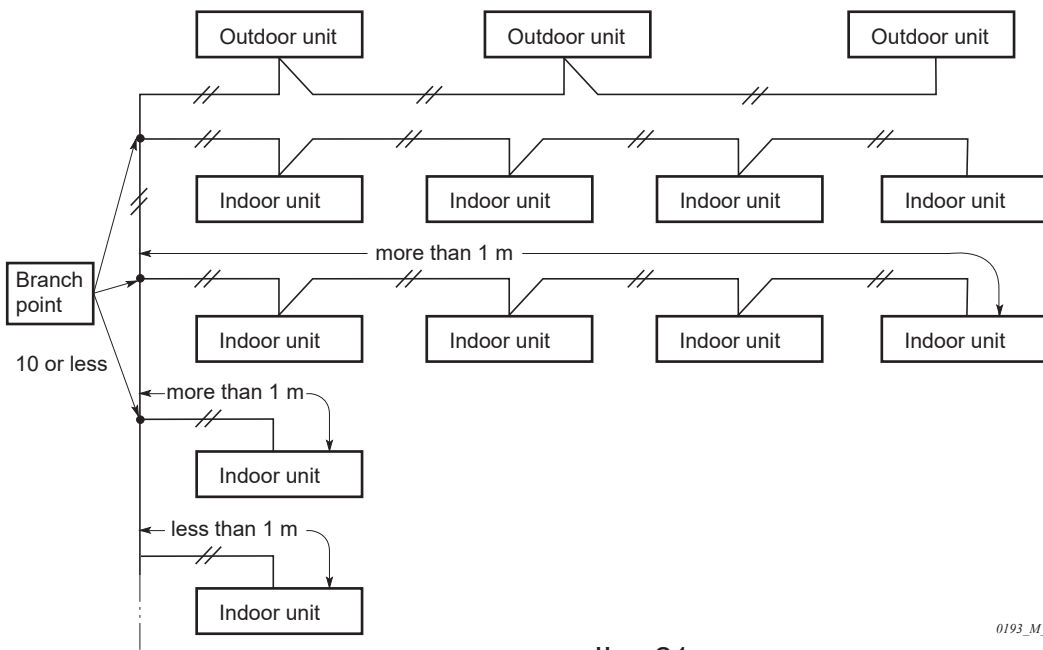 Outdoor unit
Outdoor unit
Outdoor unit
Indoor unit
Indoor unit
Indoor unit
Indoor unit
more than 1 m
Branch
point
Indoor unit
Indoor unit
Indoor unit
Indoor unit
10 or less
more than 1 m
Indoor unit
less than 1 m
Indoor unit
0193_M_